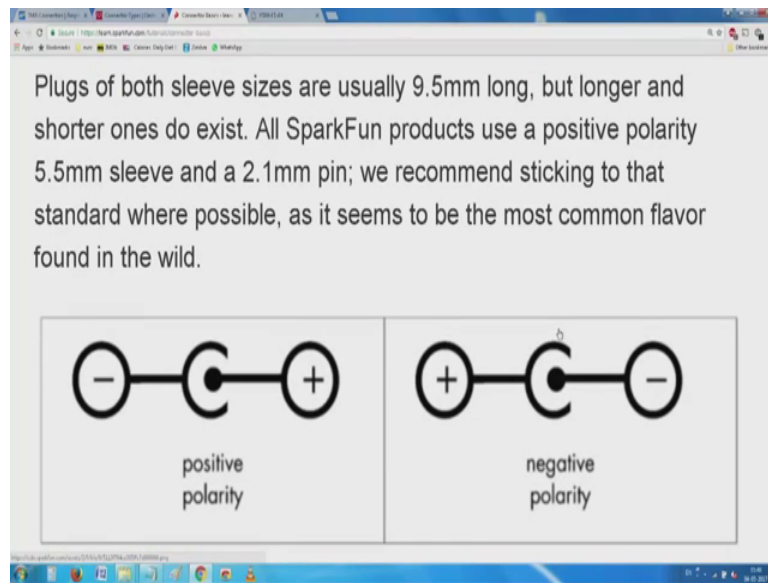 Plugs of both sleeve sizes are usually 9.5mm long, but longer and
shorter ones do exist. All SparkFun products use a positive polarity
5.5mm sleeve and a 2.1mm pin; we recommend sticking to that
standard where possible, as it seems to be the most common flavor
found in the wild.
− + + −
positive
polarity
negative
polarity